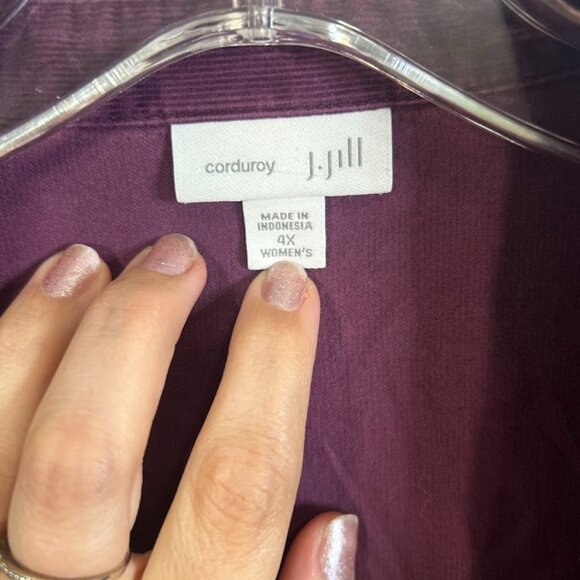 corduroy J.Jill
MADE IN
INDONESIA
4X
WOMEN'S